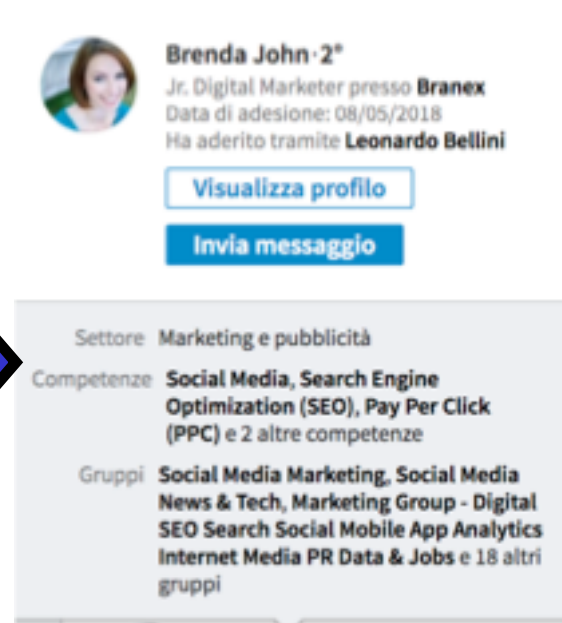 Brenda John · 2°
Jr. Digital Marketer presso Branex
Data di adesione: 08/05/2018
Ha aderito tramite Leonardo Bellini
Visualizza profilo
Invia messaggio
Settore Marketing e pubblicità
Competenze Social Media, Search Engine
Optimization (SEO), Pay Per Click
(PPC) e 2 altre competenze
Gruppi Social Media Marketing, Social Media
News & Tech, Marketing Group - Digital
SEO Search Social Mobile App Analytics
Internet Media PR Data & Jobs e 18 altri
gruppi